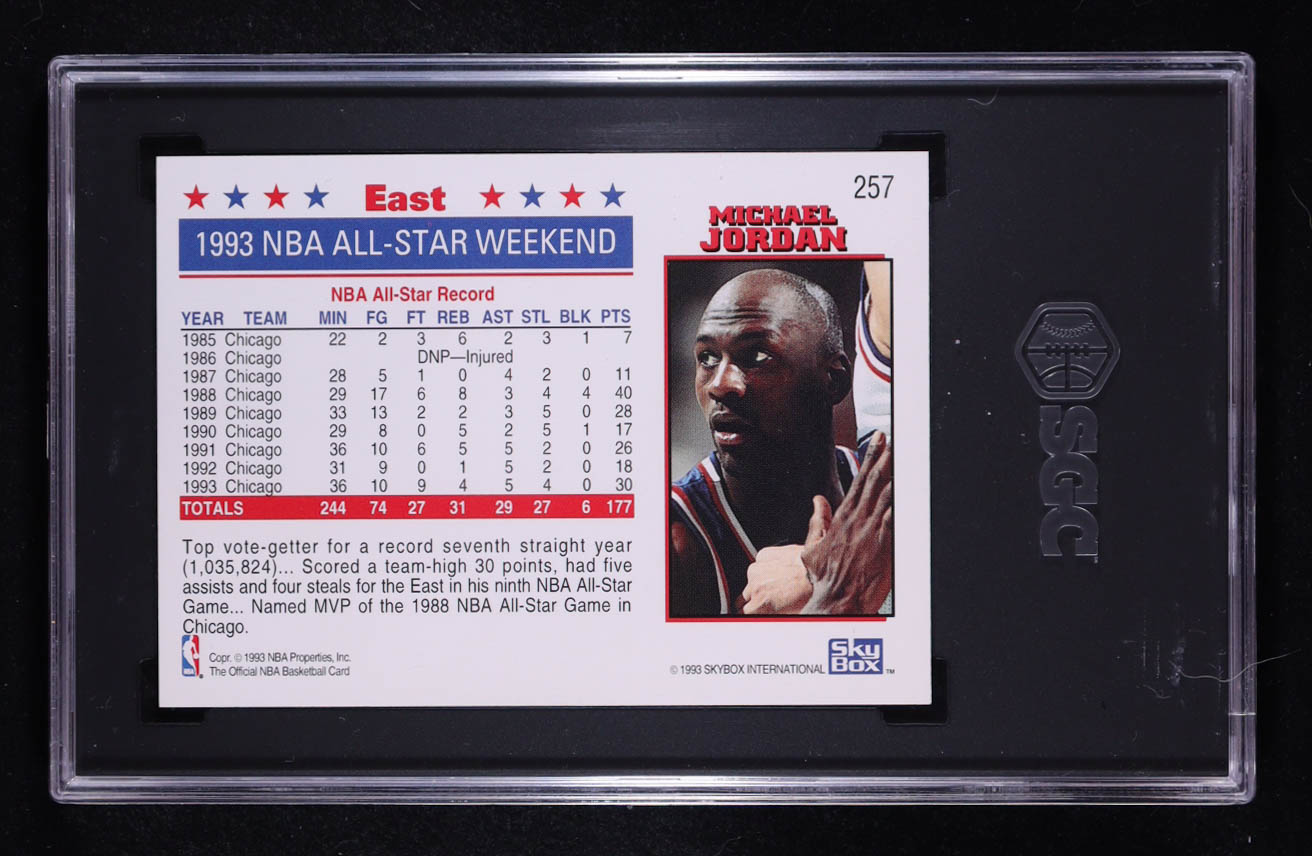 257
East
1993 NBA ALL-STAR WEEKEND
MICHAEL
JORDAN
NBA All-Star Record
YEAR TEAM MIN FG FT REB AST STL BLK PTS
1985 Chicago 22 2 3 6 2 3 1 7
1986 Chicago DNP—Injured
1987 Chicago 28 5 1 0 4 2 0 11
1988 Chicago 29 17 6 8 3 4 4 40
1989 Chicago 33 13 2 2 3 5 0 28
1990 Chicago 29 8 0 5 2 5 1 17
1991 Chicago 36 10 6 5 5 2 0 26
1992 Chicago 31 9 0 1 5 2 0 18
1993 Chicago 36 10 9 4 5 4 0 30
TOTALS 244 74 27 31 29 27 6 177
Top vote-getter for a record seventh straight year
(1,035,824)... Scored a team-high 30 points, had five
assists and four steals for the East in his ninth NBA All-Star
Game... Named MVP of the 1988 NBA All-Star Game in
Chicago.
NBA
Copr. © 1993 NBA Properties, Inc.
The Official NBA Basketball Card
© 1993 SKYBOX INTERNATIONAL
Sky
Box ™
SGC